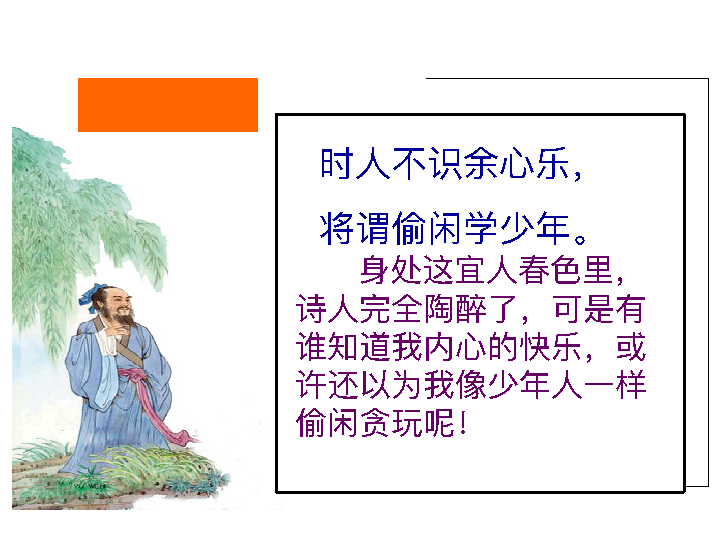 时人不识余心乐，
将谓偷闲学少年。
身处这宜人春色里，
诗人完全陶醉了，可是有
谁知道我内心的快乐，或
许还以为我像少年人一样
偷闲贪玩呢！